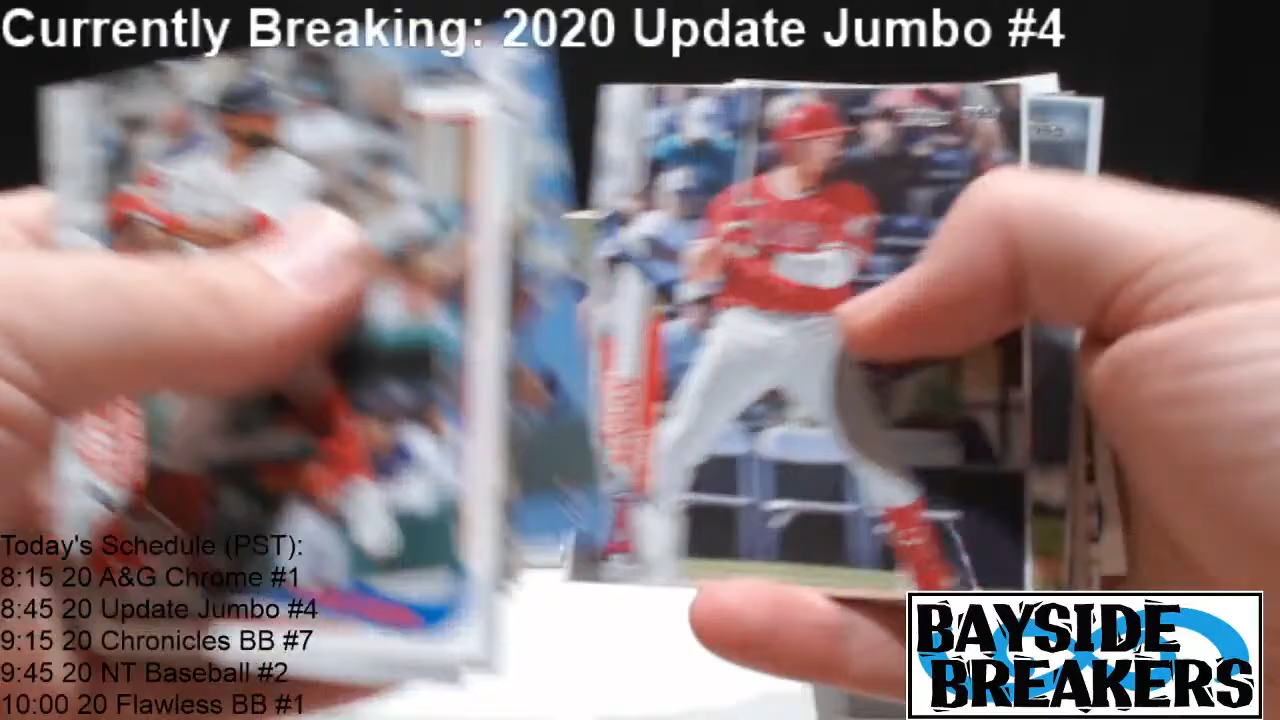 Currently Breaking: 2020 Update Jumbo #4
Today's Schedule (PST):
8:15 20 A&G Chrome #1
8:45 20 Update Jumbo #4
9:15 20 Chronicles BB #7
9:45 20 NT Baseball #2
10:00 20 Flawless BB #1
BAYSIDE
BREAKERS